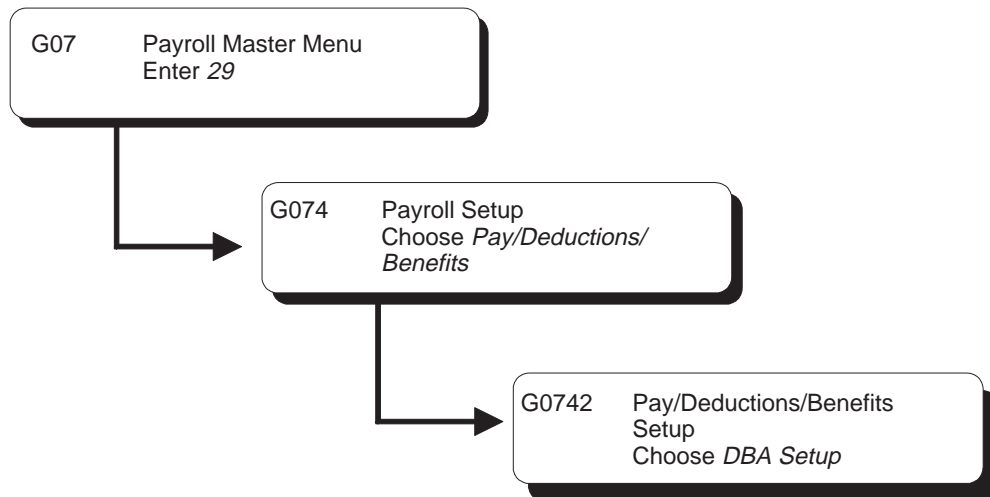 G07 Payroll Master Menu
Enter 29
G074 Payroll Setup
Choose Pay/Deductions/
Benefits
G0742 Pay/Deductions/Benefits
Setup
Choose DBA Setup